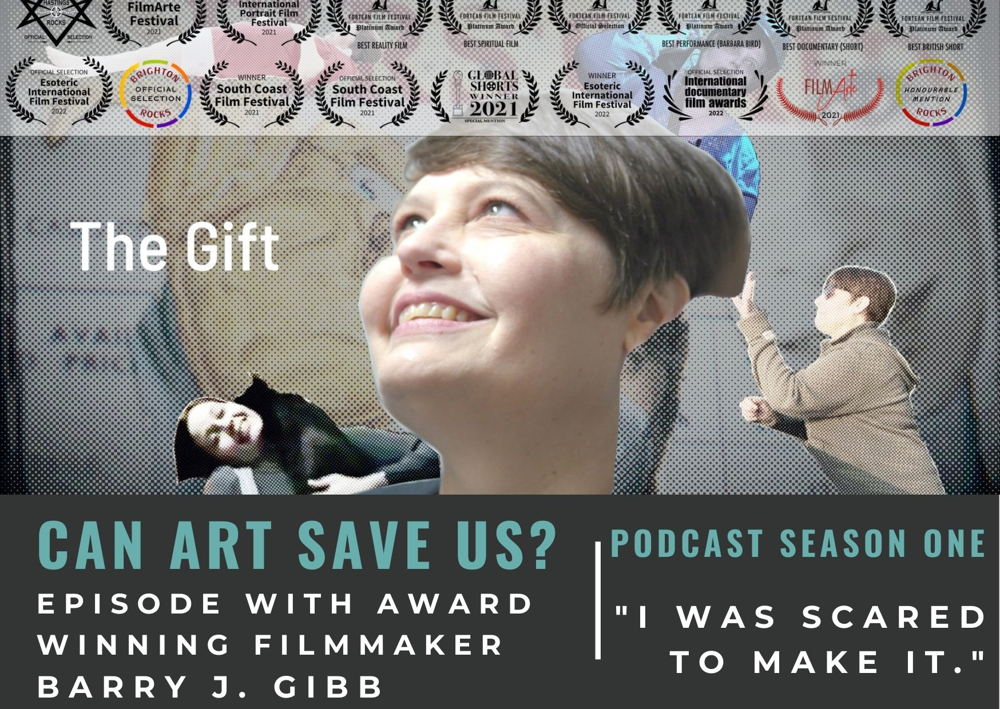 HASTINGS
ROCKS
OFFICIAL SELECTION
FilmArte
Festival
2021
International
Portrait Film
Festival
2021
FORTEAN FILM FESTIVAL
Platinum Award
BEST REALITY FILM
FORTEAN FILM FESTIVAL
Platinum Award
BEST SPIRITUAL FILM
FORTEAN FILM FESTIVAL
Official Selection
FORTEAN FILM FESTIVAL
Platinum Award
BEST PERFORMANCE (BARBARA BIRD)
FORTEAN FILM FESTIVAL
Platinum Award
BEST DOCUMENTARY (SHORT)
FORTEAN FILM FESTIVAL
Platinum Award
BEST BRITISH SHORT
OFFICIAL SELECTION
Esoteric
International
Film Festival
2022
BRIGHTON
OFFICIAL
SELECTION
ROCKS
WINNER
South Coast
Film Festival
2021
OFFICIAL SELECTION
South Coast
Film Festival
2021
GLOBAL
SHORTS
WINNER
2021
SPECIAL MENTION
WINNER
Esoteric
International
Film Festival
2022
OFFICIAL SELECTION
International
documentary
film awards
2022
WINNER
FILMArte
2021
BRIGHTON
HONOURABLE
MENTION
ROCKS
The Gift
CAN ART SAVE US?
EPISODE WITH AWARD
WINNING FILMMAKER
BARRY J. GIBB
PODCAST SEASON ONE
"I WAS SCARED
TO MAKE IT."